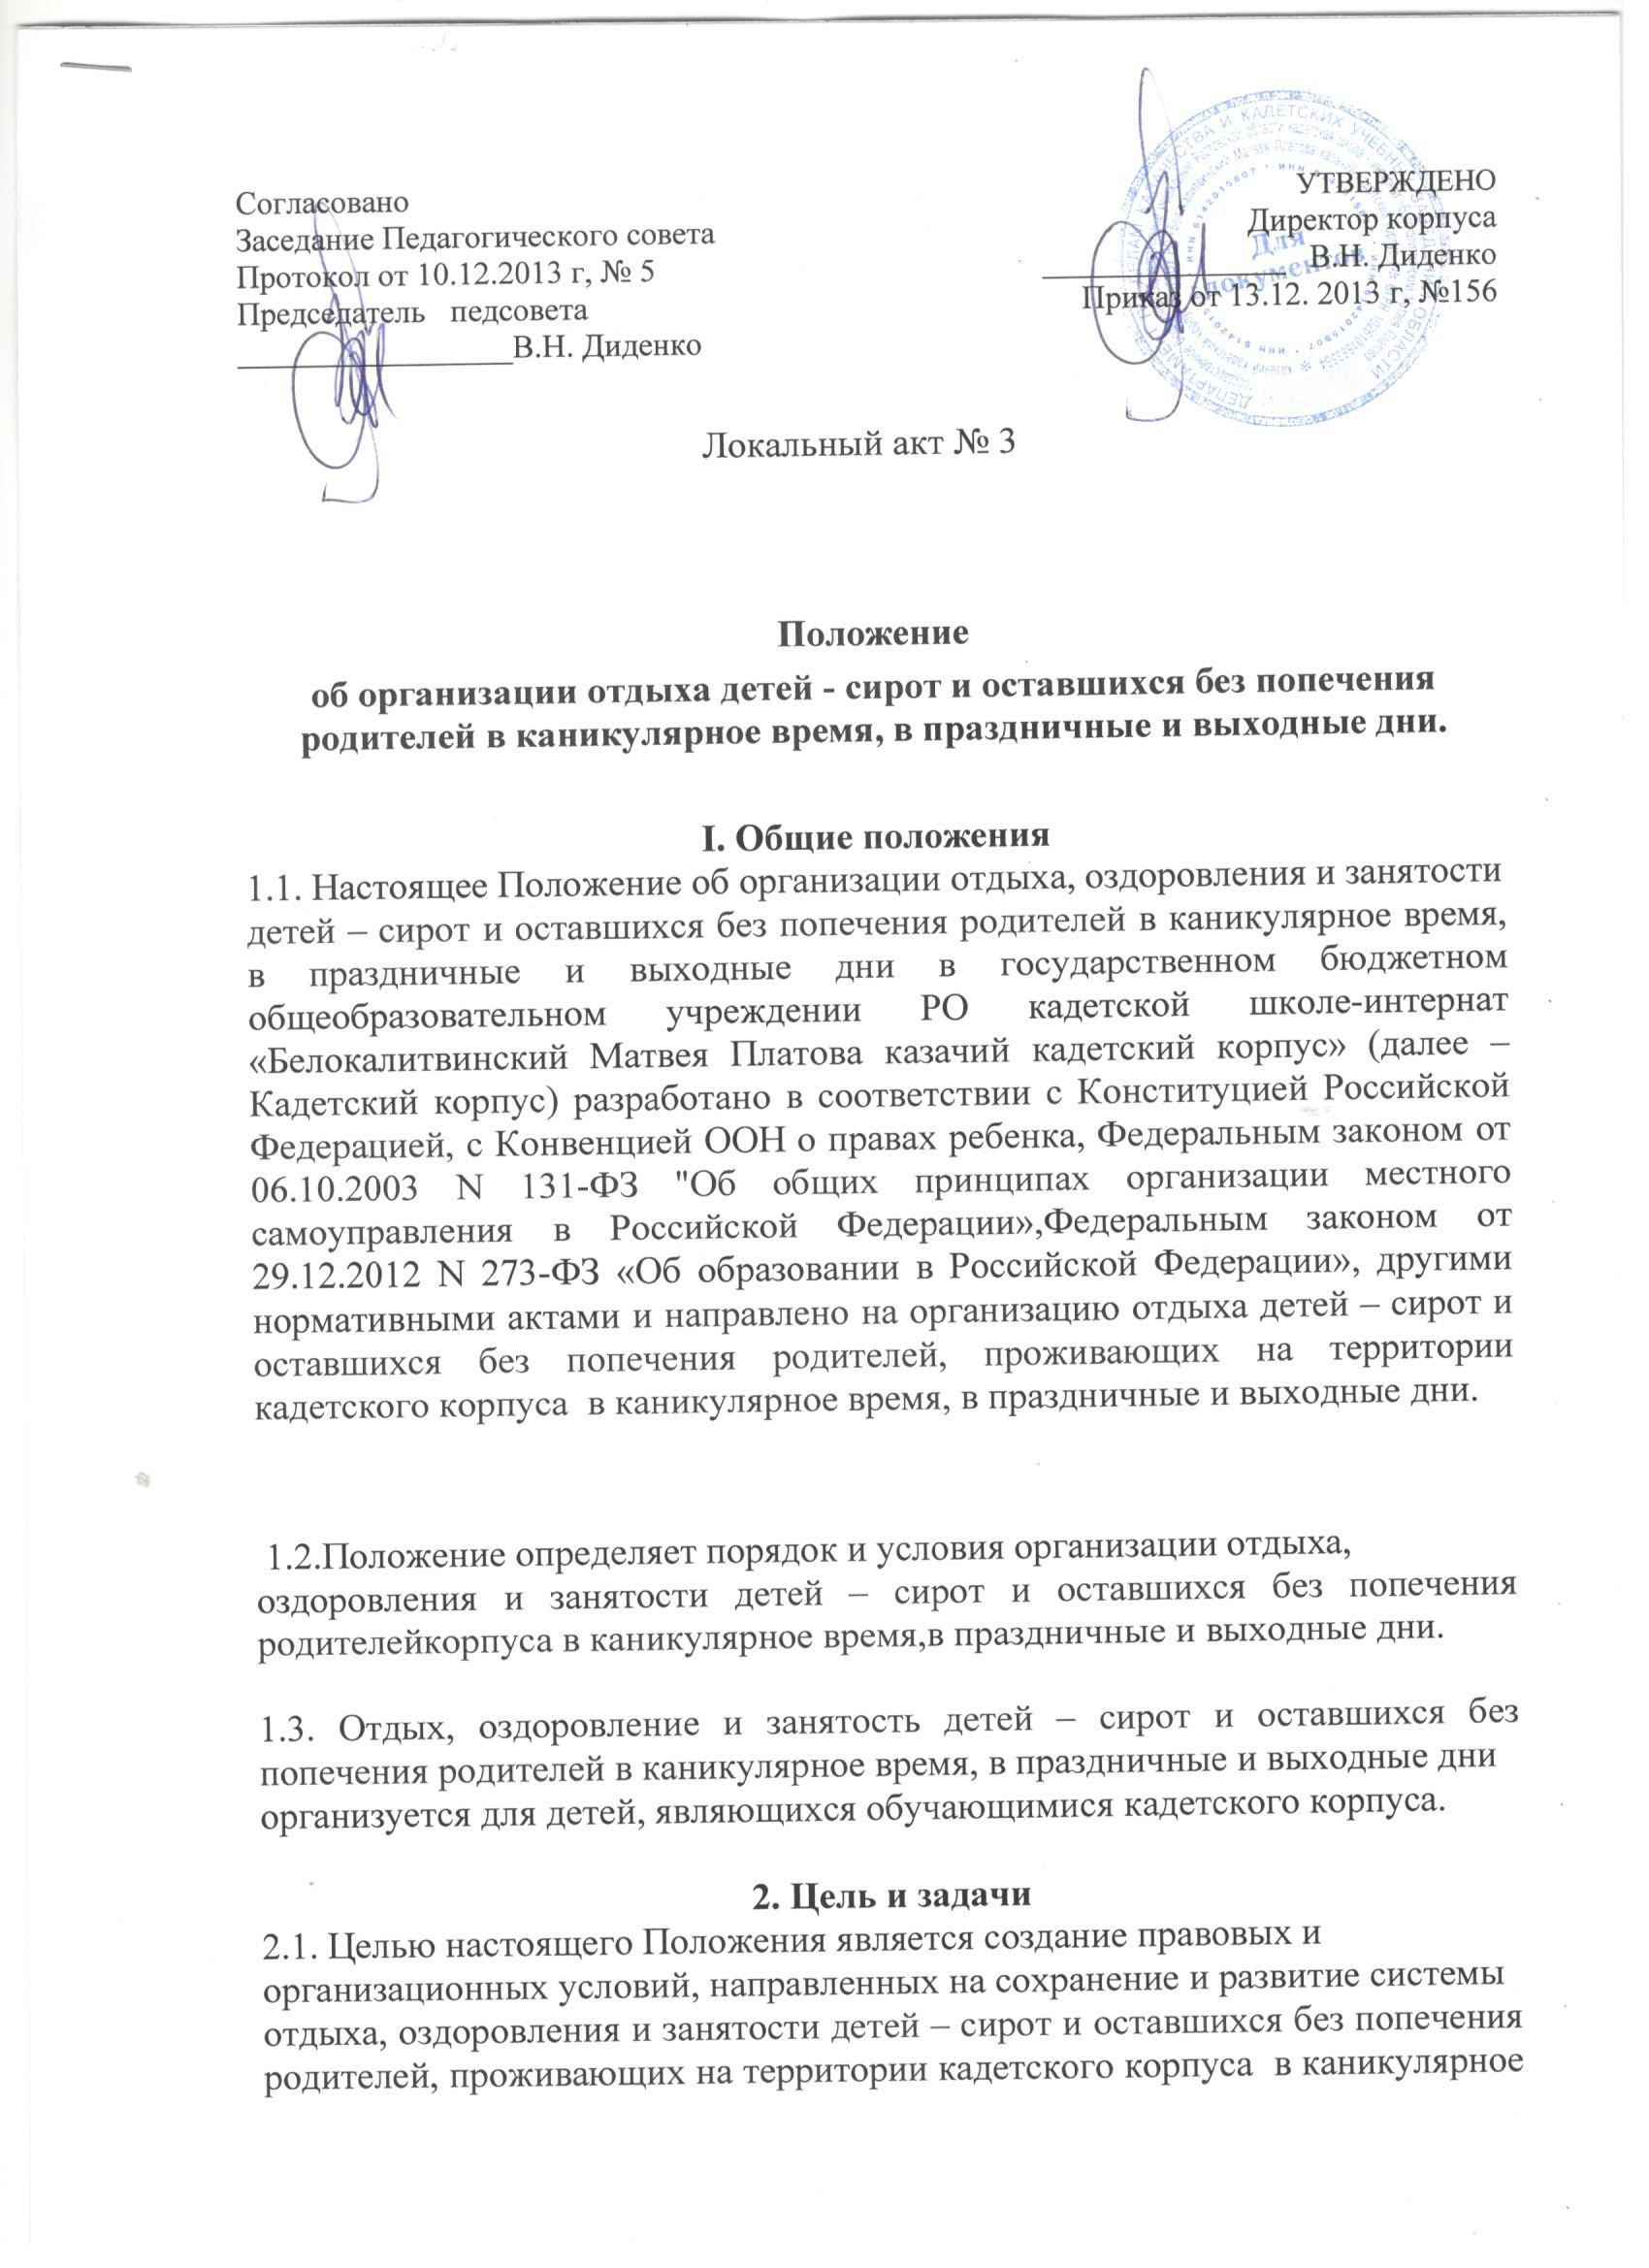 Согласовано
Заседание Педагогического совета
Протокол от 10.12.2013 г, № 5
Председатель педсовета
________________В.Н. Диденко
УТВЕРЖДЕНО
Директор корпуса
______________ В.Н. Диденко
Приказ от 13.12. 2013 г, №156
Для
документов
Локальный акт № 3
Положение
об организации отдыха детей - сирот и оставшихся без попечения
родителей в каникулярное время, в праздничные и выходные дни.
I. Общие положения
1.1. Настоящее Положение об организации отдыха, оздоровления и занятости
детей – сирот и оставшихся без попечения родителей в каникулярное время,
в праздничные и выходные дни в государственном бюджетном
общеобразовательном учреждении РО кадетской школе-интернат
«Белокалитвинский Матвея Платова казачий кадетский корпус» (далее –
Кадетский корпус) разработано в соответствии с Конституцией Российской
Федерацией, с Конвенцией ООН о правах ребенка, Федеральным законом от
06.10.2003 N 131-ФЗ "Об общих принципах организации местного
самоуправления в Российской Федерации»,Федеральным законом от
29.12.2012 N 273-ФЗ «Об образовании в Российской Федерации», другими
нормативными актами и направлено на организацию отдыха детей – сирот и
оставшихся без попечения родителей, проживающих на территории
кадетского корпуса в каникулярное время, в праздничные и выходные дни.
1.2.Положение определяет порядок и условия организации отдыха,
оздоровления и занятости детей – сирот и оставшихся без попечения
родителейкорпуса в каникулярное время,в праздничные и выходные дни.
1.3. Отдых, оздоровление и занятость детей – сирот и оставшихся без
попечения родителей в каникулярное время, в праздничные и выходные дни
организуется для детей, являющихся обучающимися кадетского корпуса.
2. Цель и задачи
2.1. Целью настоящего Положения является создание правовых и
организационных условий, направленных на сохранение и развитие системы
отдыха, оздоровления и занятости детей – сирот и оставшихся без попечения
родителей, проживающих на территории кадетского корпуса в каникулярное